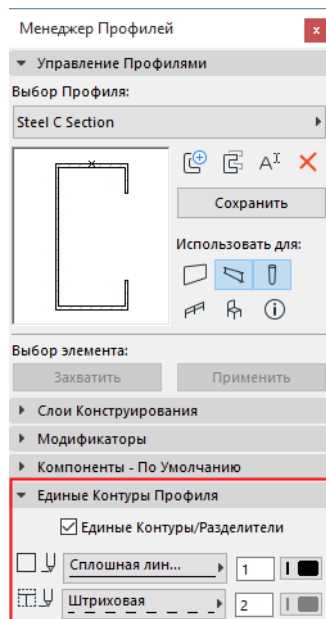 Менеджер Профилей
x
Управление Профилями
Выбор Профиля:
Steel C Section
Сохранить
Использовать для:
Выбор элемента:
Захватить
Применить
Слои Конструирования
Модификаторы
Компоненты - По Умолчанию
Единые Контуры Профиля
Единые Контуры/Разделители
Сплошная лин...
1
Штриховая
2